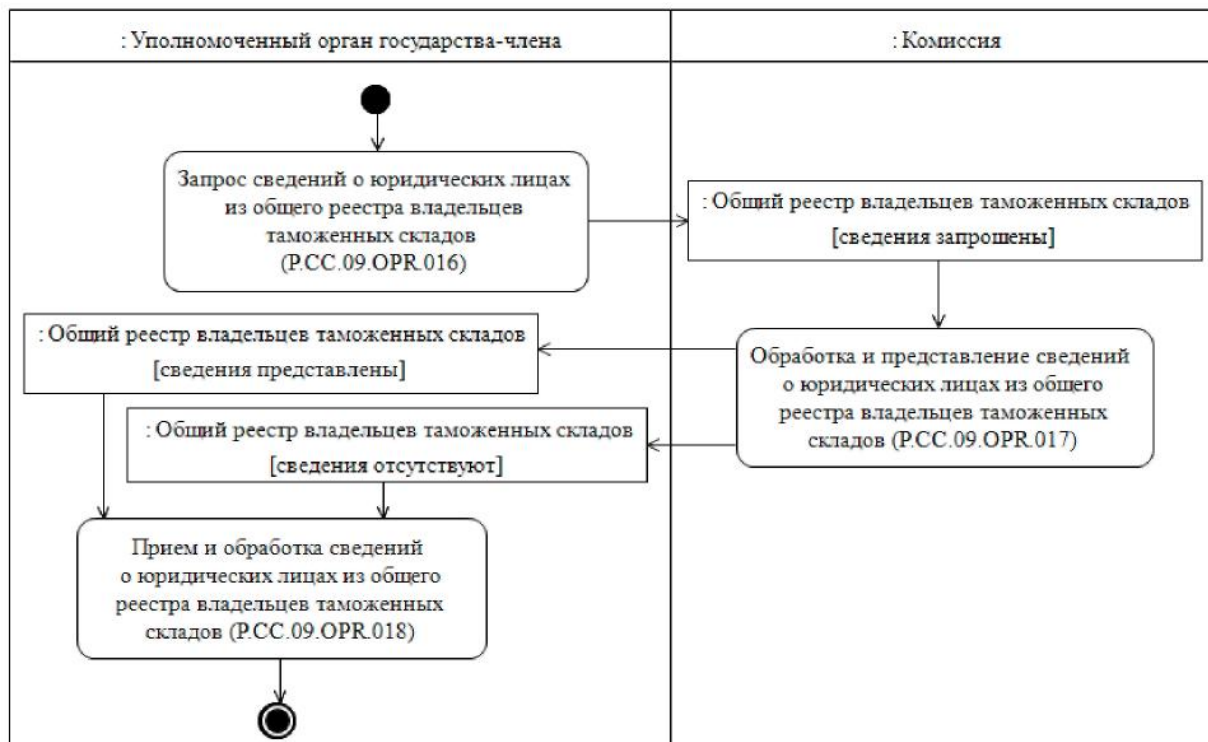 : Уполномоченный орган государства-члена
: Комиссия
Запрос сведений о юридических лицах
из общего реестра владельцев
таможенных складов
(P.CC.09.OPR.016)
: Общий реестр владельцев таможенных складов
[сведения запрошены]
: Общий реестр владельцев таможенных складов
[сведения представлены]
Обработка и представление сведений
о юридических лицах из общего
реестра владельцев таможенных
складов (P.CC.09.OPR.017)
: Общий реестр владельцев таможенных складов
[сведения отсутствуют]
Прием и обработка сведений
о юридических лицах из общего
реестра владельцев таможенных
складов (P.CC.09.OPR.018)